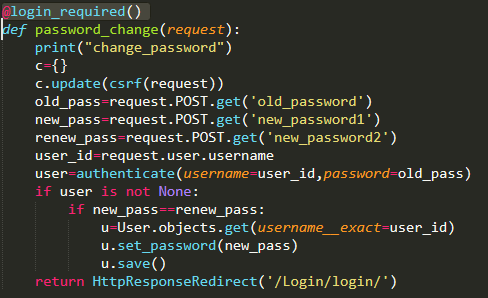 @login_required()
def password_change(request):
    print("change_password")
    c={}
    c.update(csrf(request))
    old_pass=request.POST.get('old_password')
    new_pass=request.POST.get('new_password1')
    renew_pass=request.POST.get('new_password2')
    user_id=request.user.username
    user=authenticate(username=user_id,password=old_pass)
    if user is not None:
        if new_pass==renew_pass:
            u=User.objects.get(username__exact=user_id)
            u.set_password(new_pass)
            u.save()
    return HttpResponseRedirect('/Login/login/')